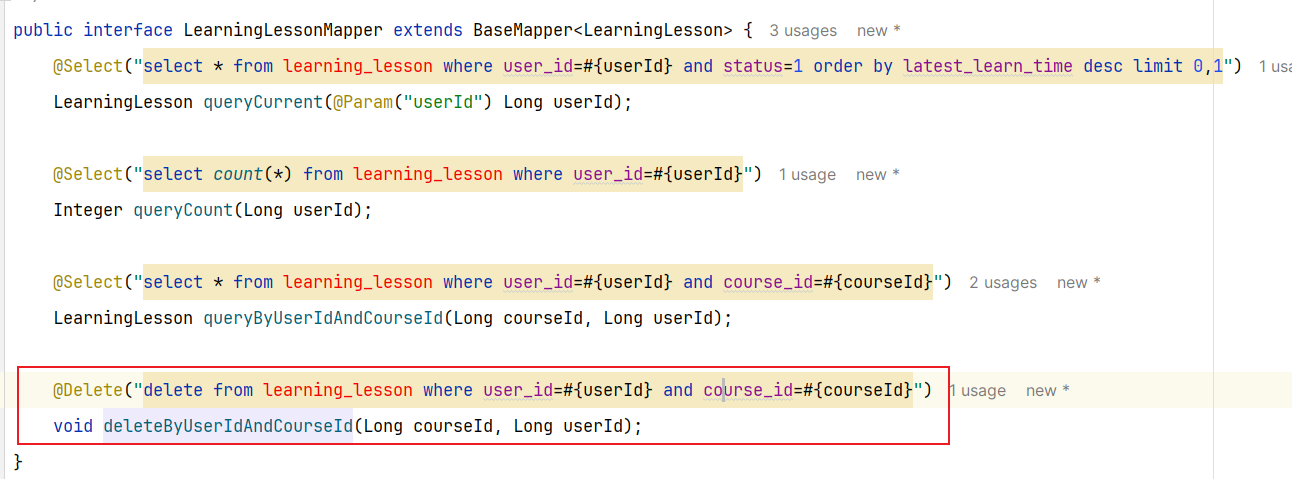 public interface LearningLessonMapper extends BaseMapper<LearningLesson> { 3 usages new *
@Select("select * from learning_lesson where user_id=#{userId} and status=1 order by latest_learn_time desc limit 0,1") 1
LearningLesson queryCurrent(@Param("userId") Long userId);
@Select("select count(*) from learning_lesson where user_id=#{userId}") 1 usage new *
Integer queryCount(Long userId);
@Select("select * from learning_lesson where user_id=#{userId} and course_id=#{courseId}") 2 usages new *
LearningLesson queryByUserIdAndCourseId(Long courseId, Long userId);
@Delete("delete from learning_lesson where user_id=#{userId} and course_id=#{courseId}") 1 usage new *
void deleteByUserIdAndCourseId(Long courseId, Long userId);
}